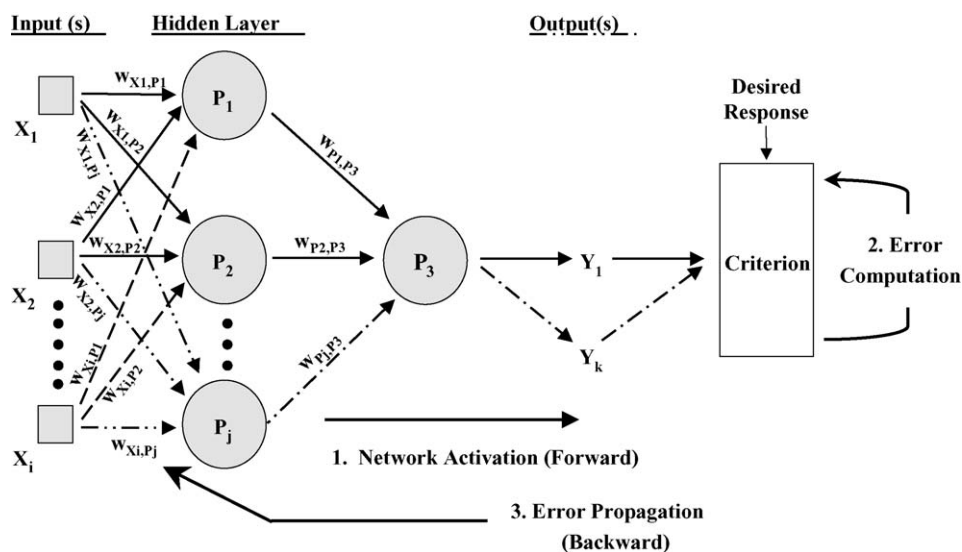 Input (s)
Hidden Layer
Output(s)
Desired
Response
X1
X2
Xi
wX1,P1
wX1,P2
wX1,Pj
wX2,P1
wX2,P2
wX2,Pj
wXi,P1
wXi,P2
wXi,Pj
P1
P2
Pj
wP1,P3
wP2,P3
wPj,P3
P3
Y1
Yk
Criterion
2. Error
Computation
1. Network Activation (Forward)
3. Error Propagation
(Backward)